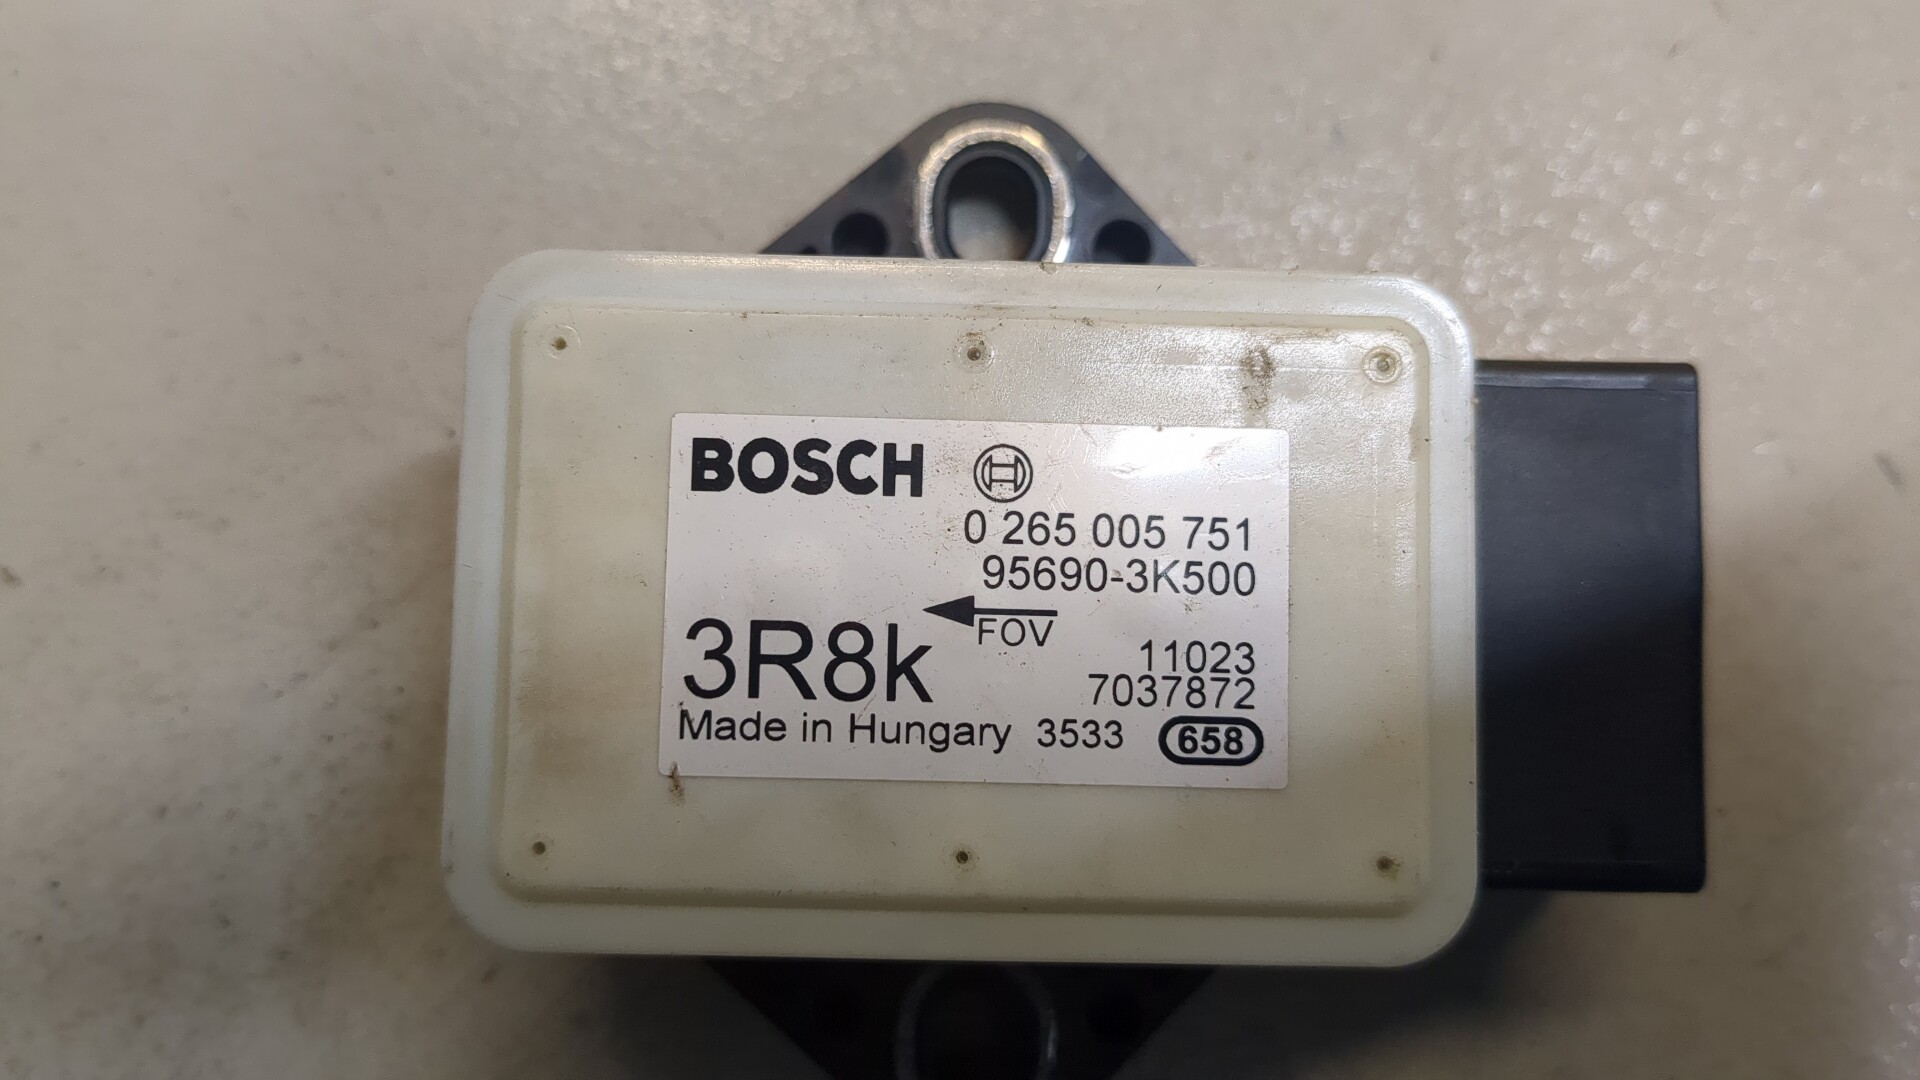 BOSCH
0 265 005 751
95690-3K500
FOV
3R8k
11023
7037872
Made in Hungary 3533 658